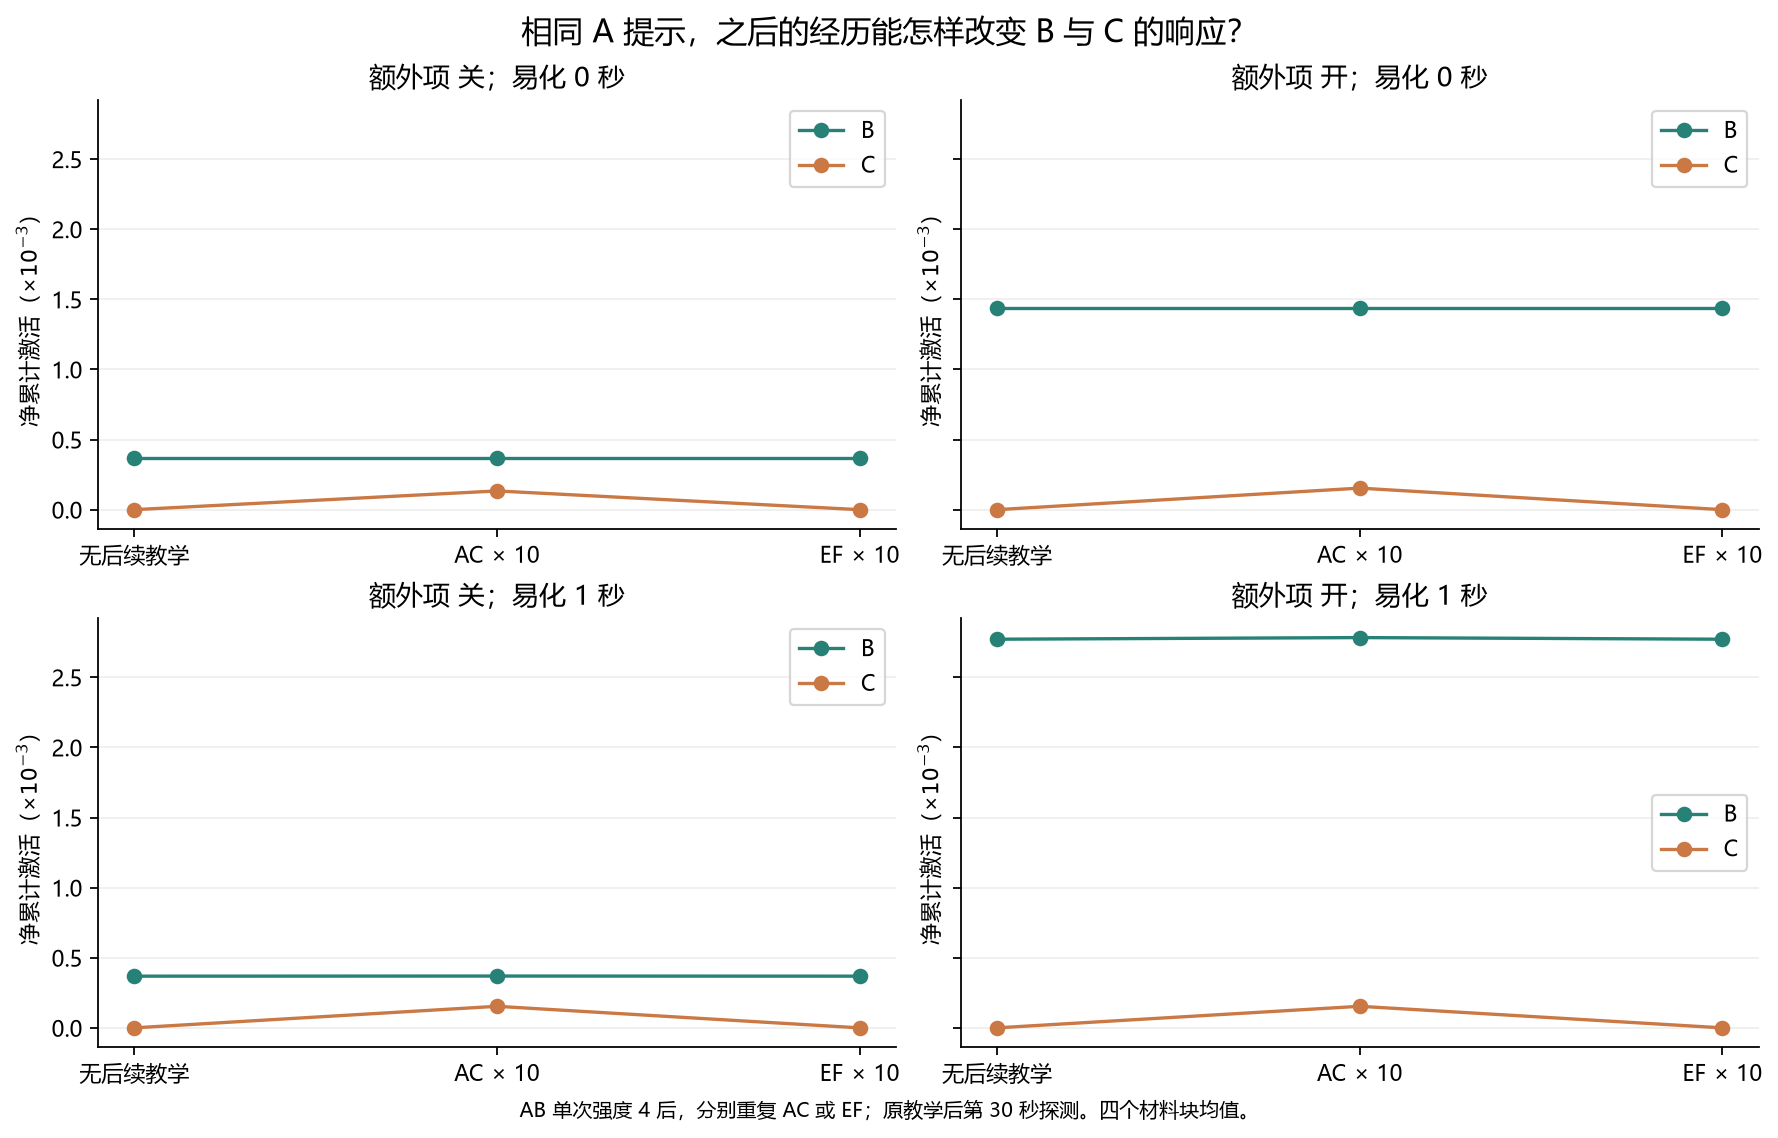 相同 A 提示，之后的经历能怎样改变 B 与 C 的响应？
额外项 关；易化 0 秒
净累计激活（×10⁻³）
2.5
2.0
1.5
1.0
0.5
0.0
B
C
无后续教学
AC × 10
EF × 10
额外项 开；易化 0 秒
净累计激活（×10⁻³）
B
C
无后续教学
AC × 10
EF × 10
额外项 关；易化 1 秒
净累计激活（×10⁻³）
2.5
2.0
1.5
1.0
0.5
0.0
B
C
无后续教学
AC × 10
EF × 10
额外项 开；易化 1 秒
净累计激活（×10⁻³）
B
C
无后续教学
AC × 10
EF × 10
AB 单次强度 4 后，分别重复 AC 或 EF；原教学后第 30 秒探测。四个材料块均值。